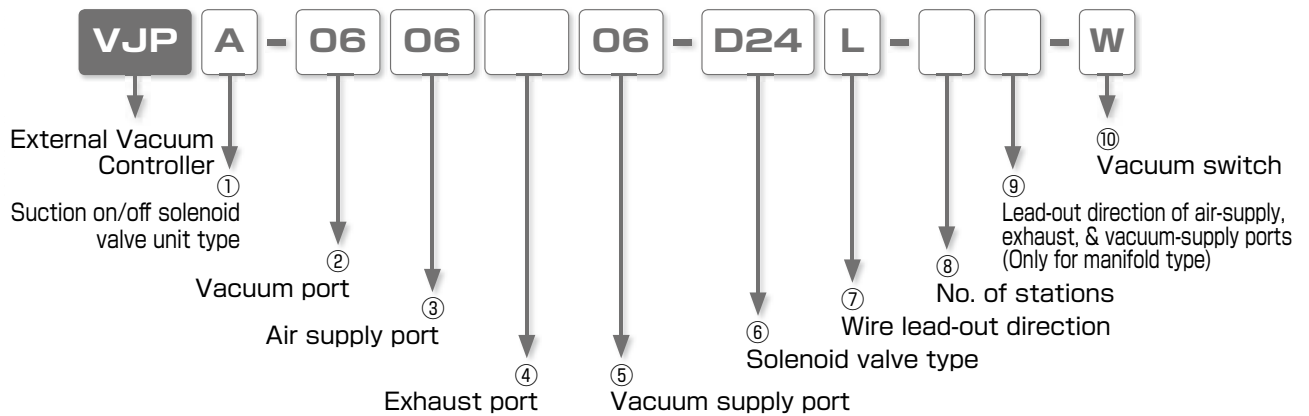 VJP A - 06 06 06 - D24 L - - W
External Vacuum
Controller
①
Suction on/off solenoid
valve unit type
②
Vacuum port
③
Air supply port
④
Exhaust port
⑤
Vacuum supply port
⑥
Solenoid valve type
⑦
Wire lead-out direction
⑧
No. of stations
⑨
Lead-out direction of air-supply,
exhaust, & vacuum-supply ports
(Only for manifold type)
⑩
Vacuum switch